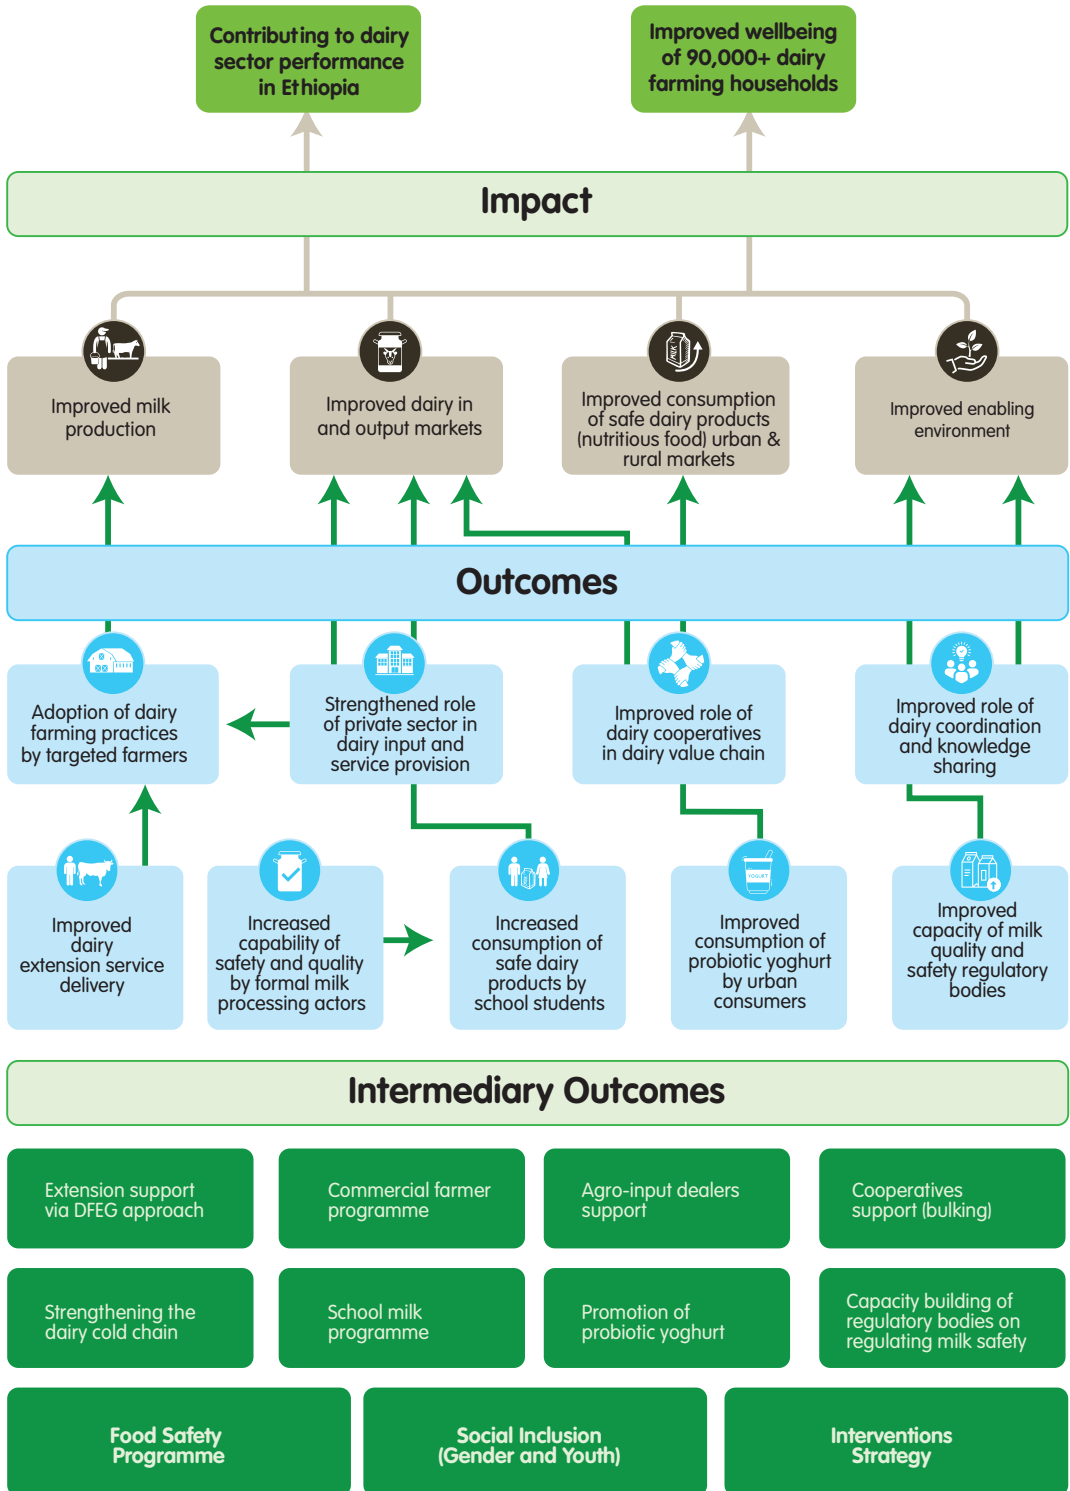 Contributing to dairy
sector performance
in Ethiopia
Improved wellbeing
of 90,000+ dairy
farming households
Impact
MILK
Improved milk
production
Improved dairy in
and output markets
Improved consumption
of safe dairy products
(nutritious food) urban &
rural markets
Improved enabling
environment
Outcomes
Adoption of dairy
farming practices
by targeted farmers
Strengthened role
of private sector in
dairy input and
service provision
Improved role of
dairy cooperatives
in dairy value chain
Improved role of
dairy coordination
and knowledge
sharing
Improved
dairy
extension service
delivery
Increased
capability of
safety and quality
by formal milk
processing actors
Increased
consumption of
safe dairy
products by
school students
YOGURT
Improved
consumption of
probiotic yoghurt
by urban
consumers
Improved
capacity of milk
quality and
safety regulatory
bodies
Intermediary Outcomes
Extension support
via DFEG approach
Commercial farmer
programme
Agro-input dealers
support
Cooperatives
support (bulking)
Strengthening the
dairy cold chain
School milk
programme
Promotion of
probiotic yoghurt
Capacity building of
regulatory bodies on
regulating milk safety
Food Safety
Programme
Social Inclusion
(Gender and Youth)
Interventions
Strategy